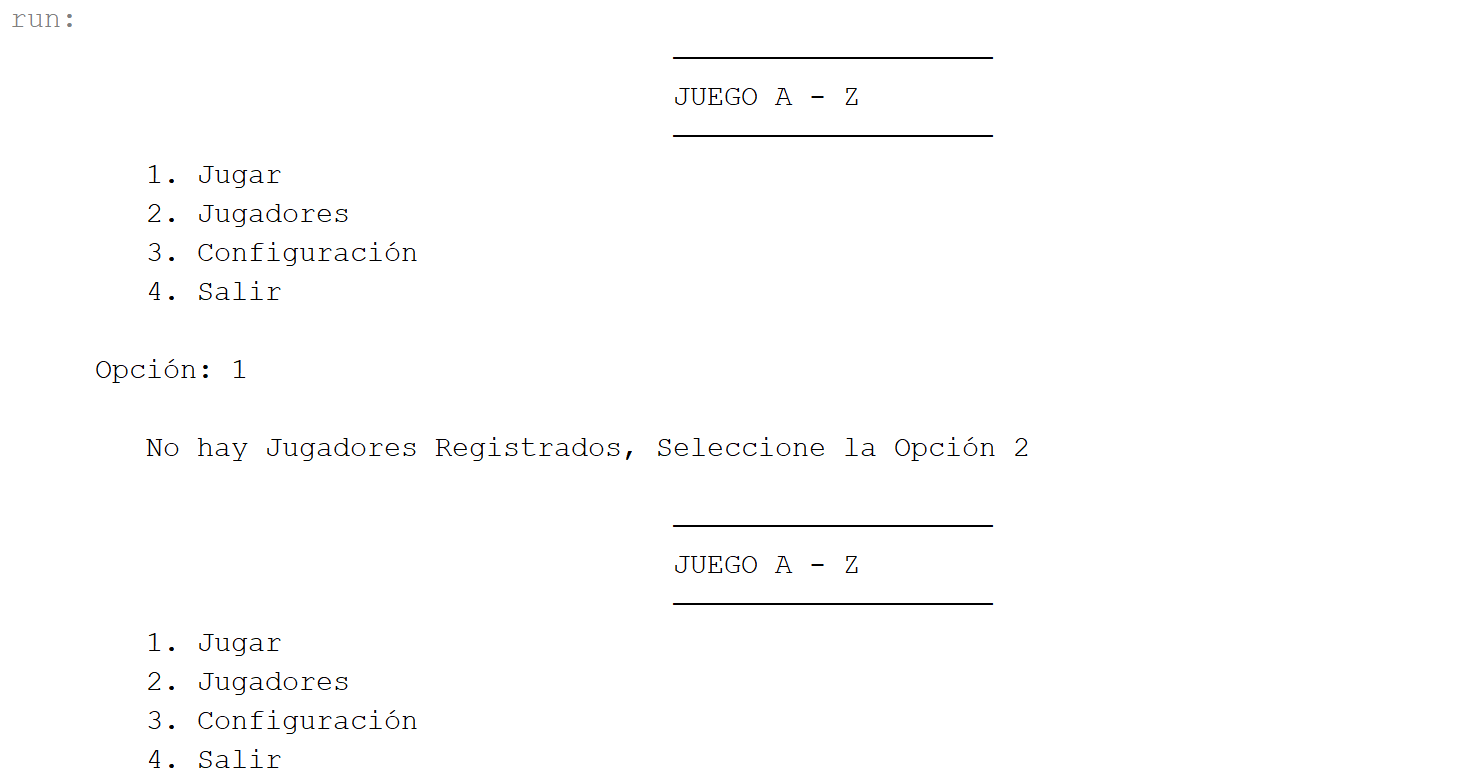 run:
JUEGO A - Z
1. Jugar
2. Jugadores
3. Configuración
4. Salir
Opción: 1
No hay Jugadores Registrados, Seleccione la Opción 2
JUEGO A - Z
1. Jugar
2. Jugadores
3. Configuración
4. Salir